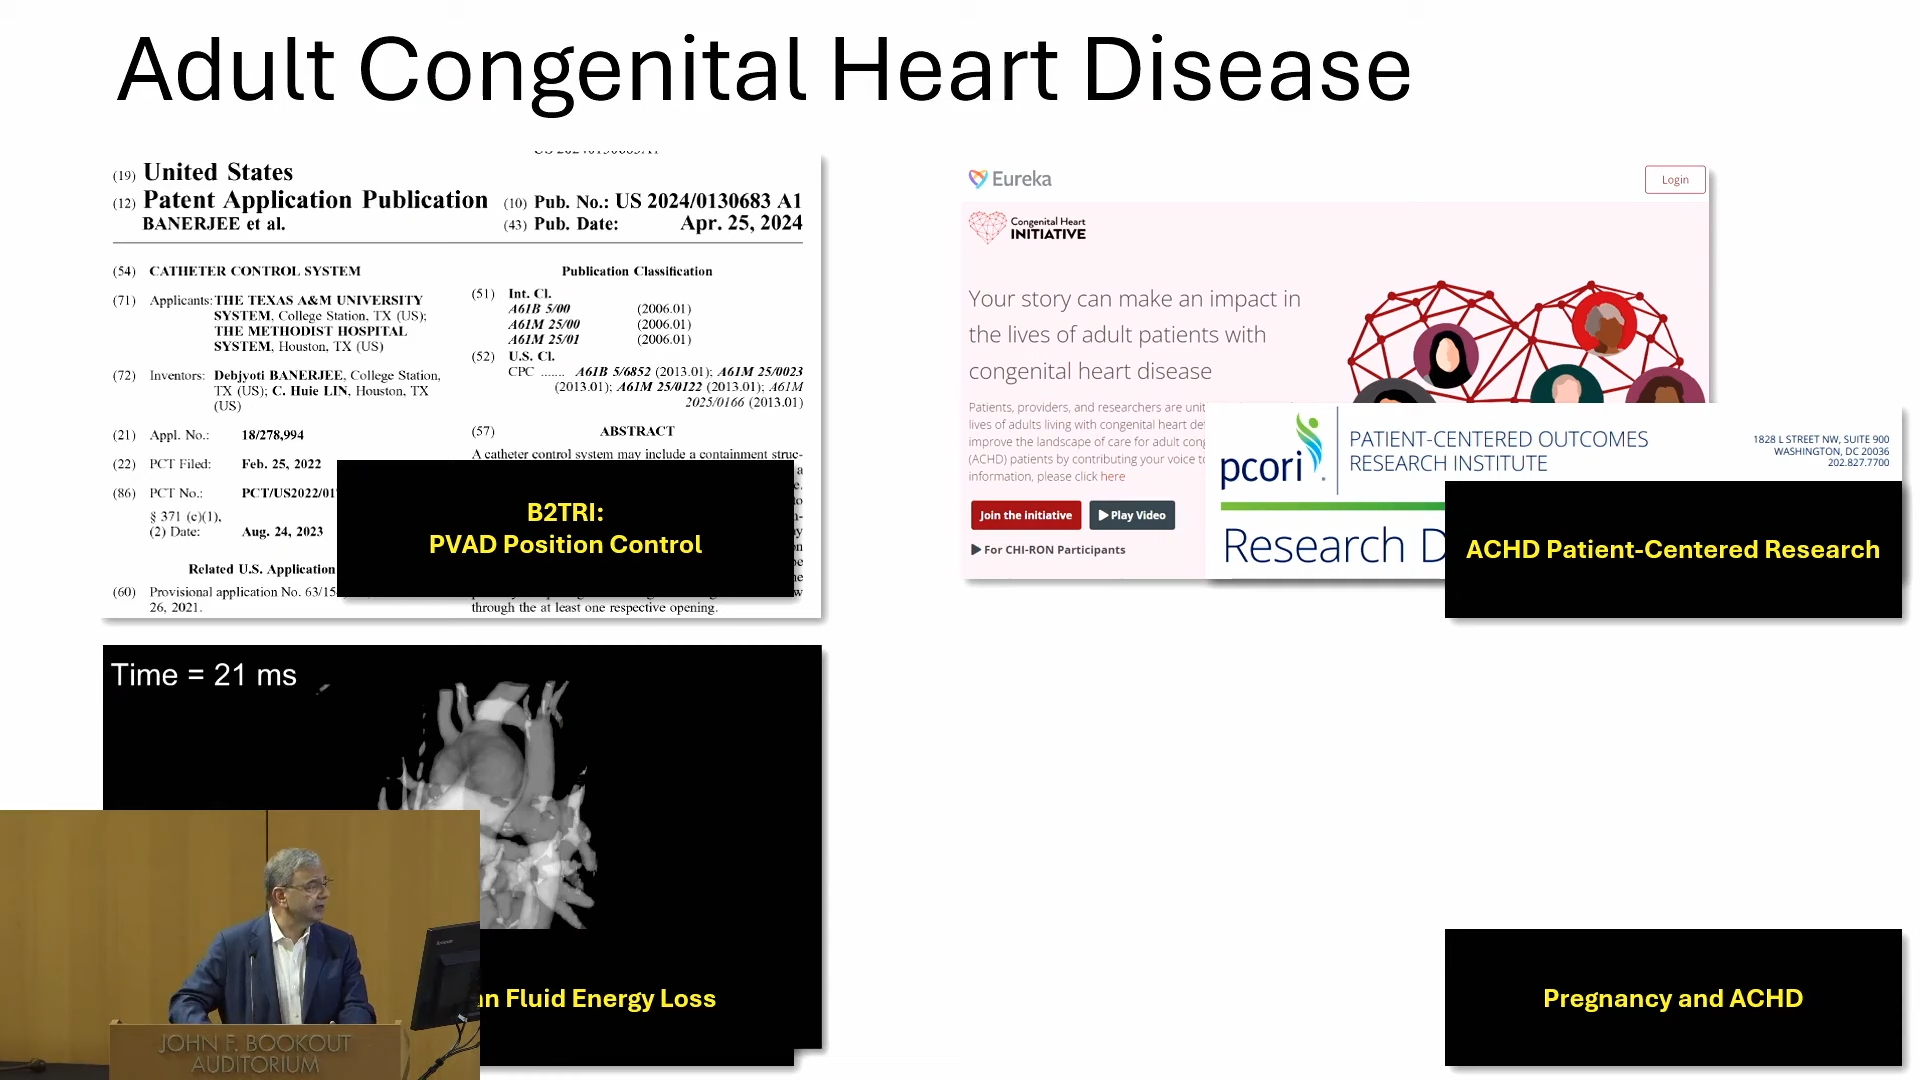 Adult Congenital Heart Disease
(19) United States
(12) Patent Application Publication
BANERJEE et al.
(10) Pub. No.: US 2024/0130683 A1
(43) Pub. Date: Apr. 25, 2024
(54) CATHETER CONTROL SYSTEM
(71) Applicants: THE TEXAS A&M UNIVERSITY
SYSTEM, College Station, TX (US);
THE METHODIST HOSPITAL
SYSTEM, Houston, TX (US)
(72) Inventors: Debjyoti BANERJEE, College Station,
TX (US); C. Huie LIN, Houston, TX
(US)
(21) Appl. No.: 18/278,994
(22) PCT Filed: Feb. 25, 2022
(86) PCT No.:
§ 371 (c)(1),
(2) Date: Aug. 24, 2023
Related U.S. Application
(60) Provisional application No.
26, 2021.
Publication Classification
(51) Int. Cl.
A61B 5/00 (2006.01)
A61M 25/00 (2006.01)
A61M 25/01 (2006.01)
(52) U.S. Cl.
CPC ....... A61B 5/6852 (2013.01); A61M 25/0023
(2013.01); A61M 25/0122 (2013.01); A61M
2025/0166 (2013.01)
(57) ABSTRACT
A catheter control system may include a containment struc-
through the at least one respective opening.
B2TRI:
PVAD Position Control
Eureka
Login
Congenital Heart
INITIATIVE
Your story can make an impact in
the lives of adult patients with
congenital heart disease
Patients, providers, and researchers are
lives of adults living with congenital heart
improve the landscape of care for adult
(ACHD) patients by contributing your voice
information, please click here
Join the initiative
Play Video
For CHI-RON Participants
pcori
PATIENT-CENTERED OUTCOMES
RESEARCH INSTITUTE
1828 L STREET NW, SUITE 900
WASHINGTON, DC 20036
202.827.7700
Research
ACHD Patient-Centered Research
Time = 21 ms
Fluid Energy Loss
Pregnancy and ACHD
JOHN F. BOOKOUT
AUDITORIUM